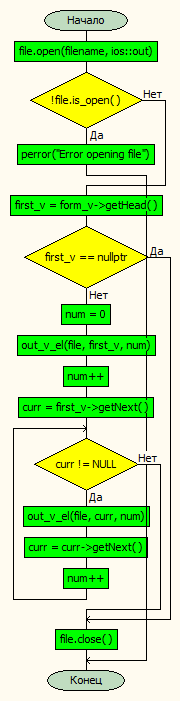 Начало
file.open(filename, ios::out)
!file.is_open()
Нет
Да
perror("Error opening file")
first_v = form_v->getHead()
first_v == nullptr
Да
Нет
num = 0
out_v_el(file, first_v, num)
num++
curr = first_v->getNext()
curr != NULL
Нет
Да
out_v_el(file, curr, num)
curr = curr->getNext()
num++
file.close()
Конец